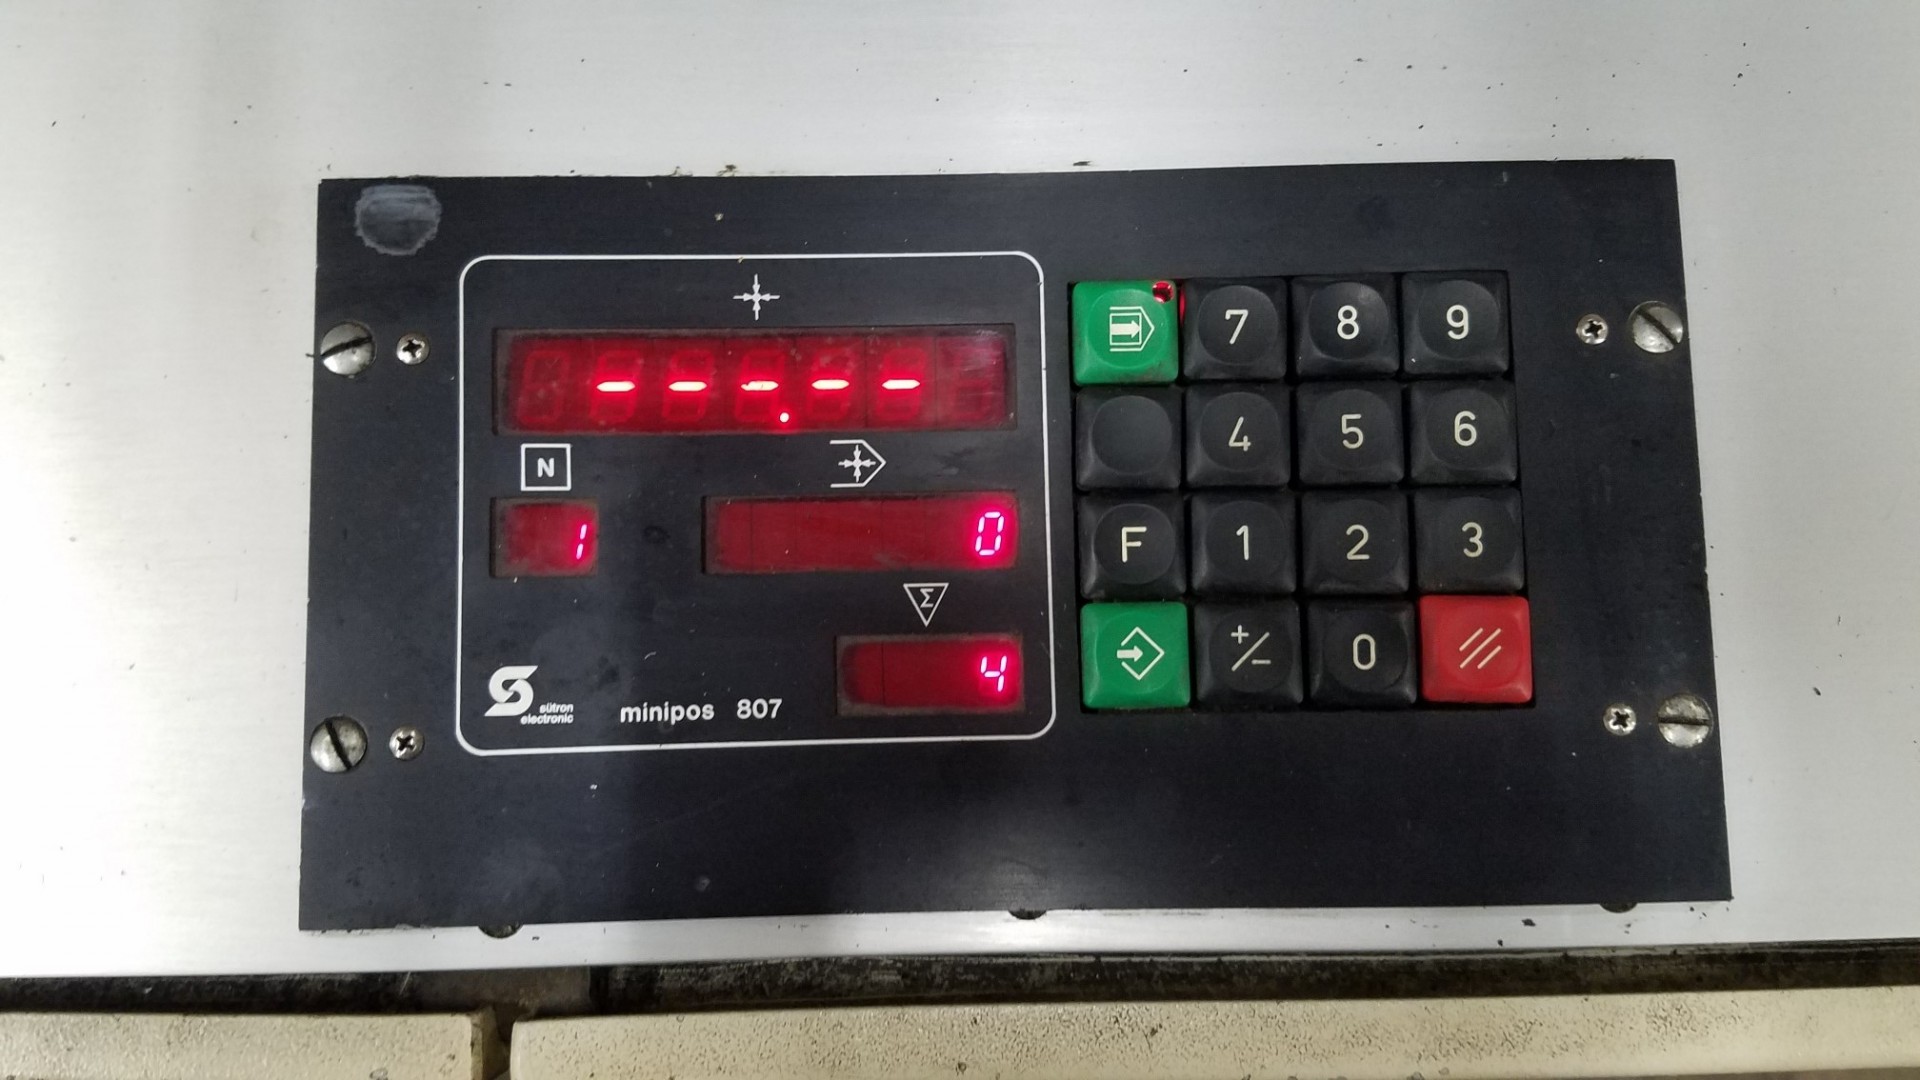 -----.-
N
1
0
Σ
4
sütron
electronic
minipos 807
7 8 9
4 5 6
F 1 2 3
+/- 0